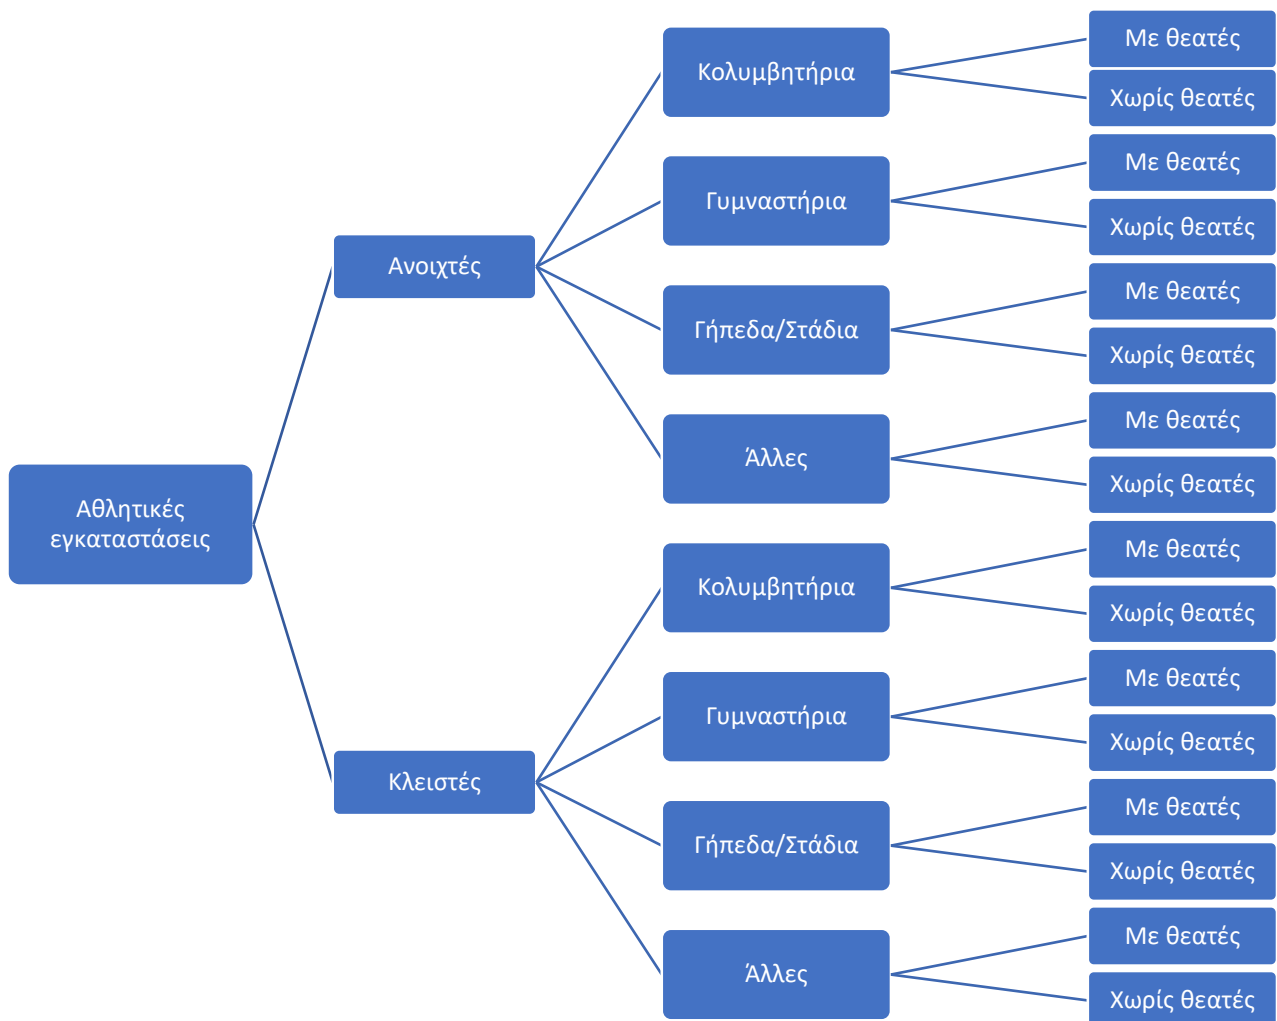 Αθλητικές
εγκαταστάσεις
Ανοιχτές
Κολυμβητήρια
Με θεατές
Χωρίς θεατές
Γυμναστήρια
Με θεατές
Χωρίς θεατές
Γήπεδα/Στάδια
Με θεατές
Χωρίς θεατές
Άλλες
Με θεατές
Χωρίς θεατές
Κλειστές
Κολυμβητήρια
Με θεατές
Χωρίς θεατές
Γυμναστήρια
Με θεατές
Χωρίς θεατές
Γήπεδα/Στάδια
Με θεατές
Χωρίς θεατές
Άλλες
Με θεατές
Χωρίς θεατές